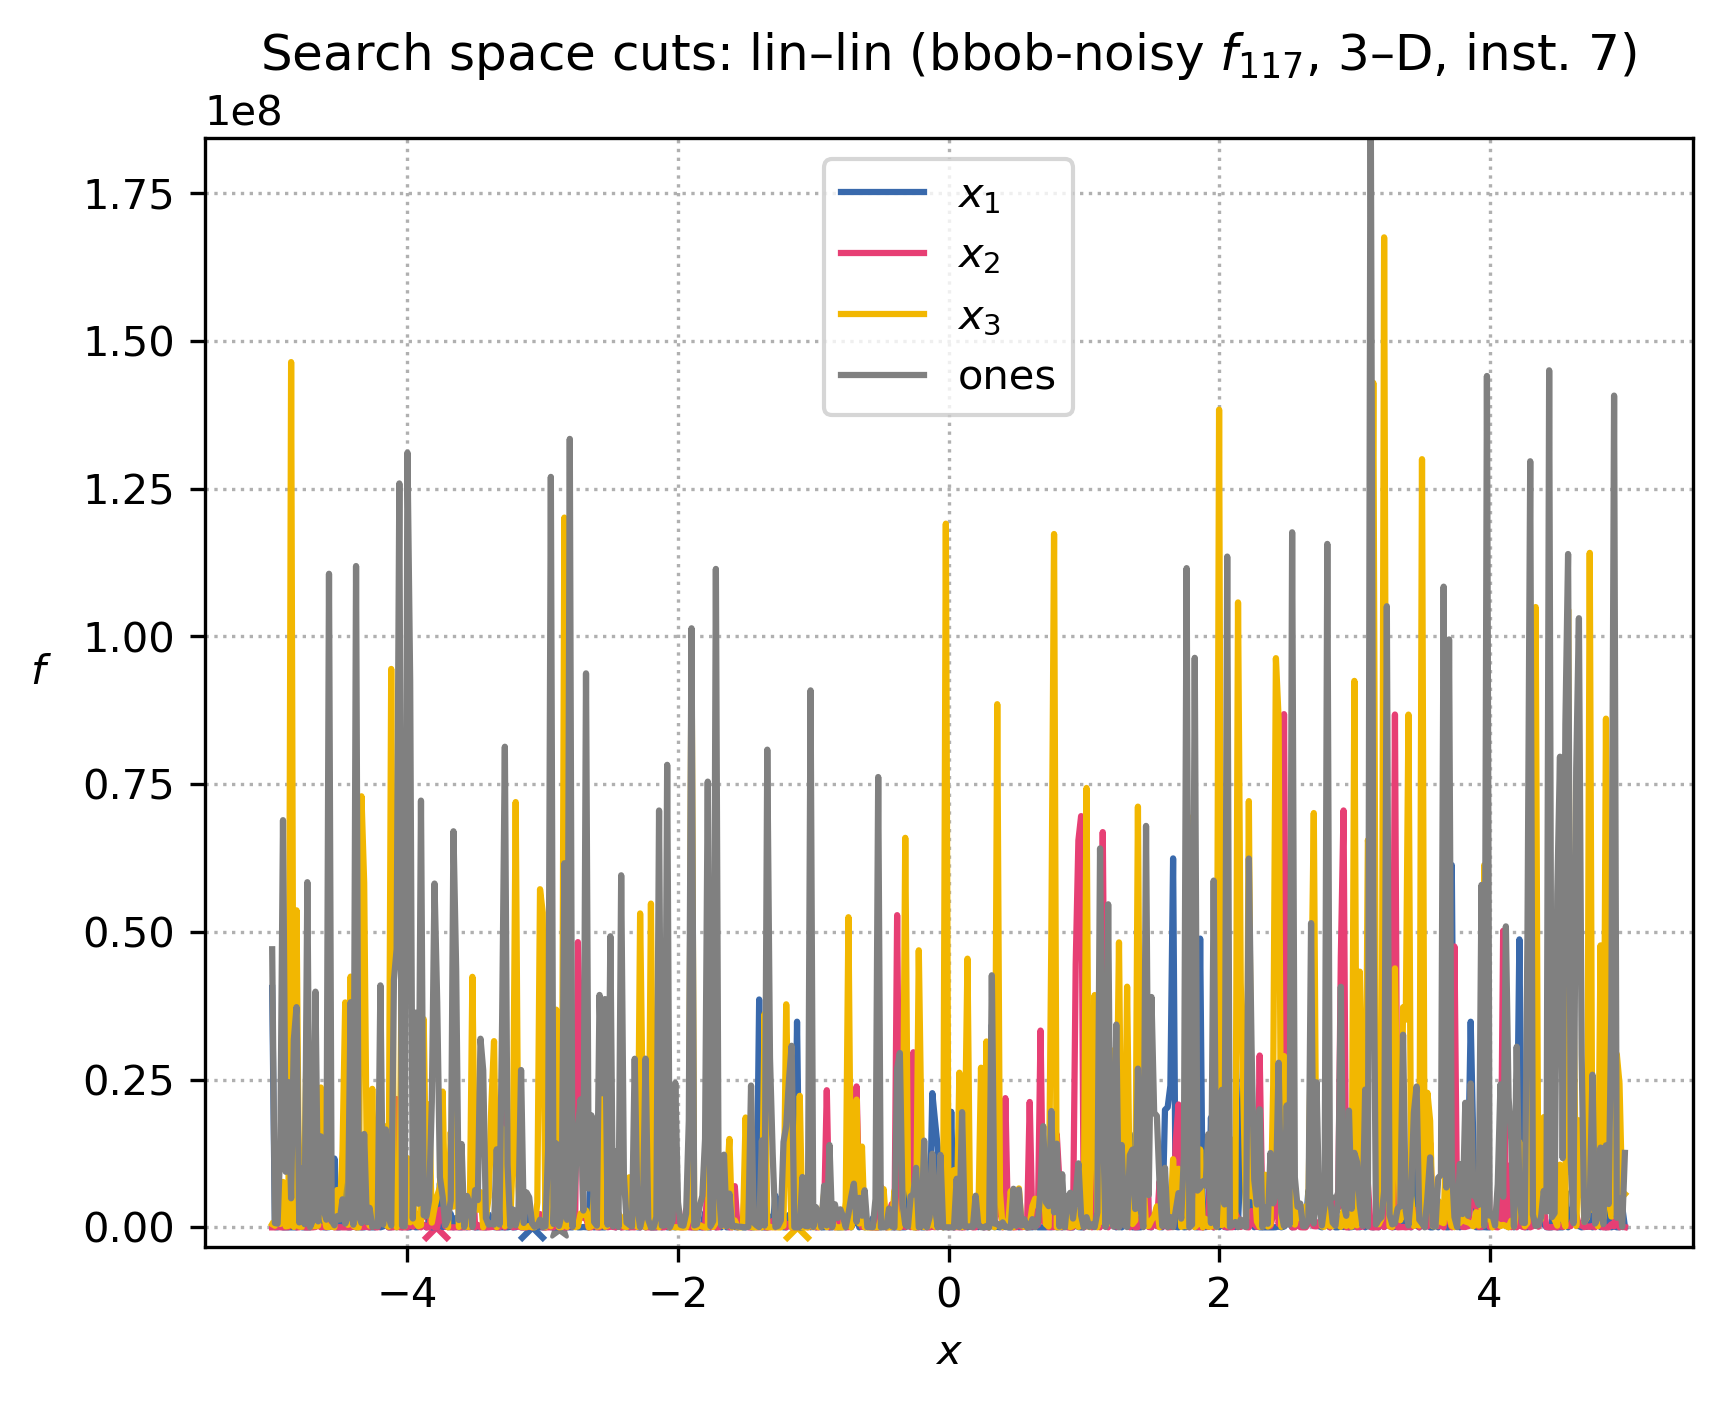 Search space cuts: lin–lin (bbob-noisy f₁₁₇, 3–D, inst. 7)
1e8
x₁
x₂
x₃
ones
1.75
1.50
1.25
1.00
0.75
0.50
0.25
0.00
f
−4 −2 0 2 4
x